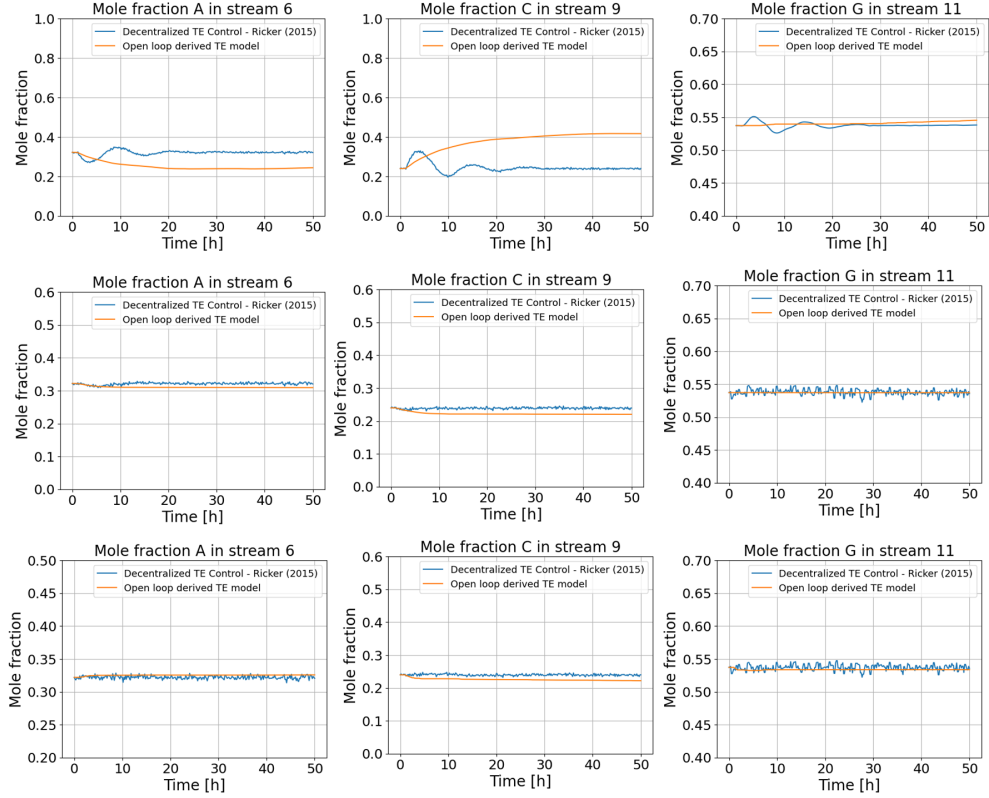 Mole fraction A in stream 6
Mole fraction
1.0
0.8
0.6
0.4
0.2
0.0
Decentralized TE Control - Ricker (2015)
Open loop derived TE model
0 10 20 30 40 50
Time [h]
Mole fraction C in stream 9
Mole fraction
1.0
0.8
0.6
0.4
0.2
0.0
Decentralized TE Control - Ricker (2015)
Open loop derived TE model
0 10 20 30 40 50
Time [h]
Mole fraction G in stream 11
Mole fraction
0.70
0.65
0.60
0.55
0.50
0.45
0.40
Decentralized TE Control - Ricker (2015)
Open loop derived TE model
0 10 20 30 40 50
Time [h]
Mole fraction A in stream 6
Mole fraction
0.6
0.5
0.4
0.3
0.2
0.1
0.0
Decentralized TE Control - Ricker (2015)
Open loop derived TE model
0 10 20 30 40 50
Time [h]
Mole fraction C in stream 9
Mole fraction
0.6
0.5
0.4
0.3
0.2
0.1
0.0
Decentralized TE Control - Ricker (2015)
Open loop derived TE model
0 10 20 30 40 50
Time [h]
Mole fraction G in stream 11
Mole fraction
0.70
0.65
0.60
0.55
0.50
0.45
0.40
Decentralized TE Control - Ricker (2015)
Open loop derived TE model
0 10 20 30 40 50
Time [h]
Mole fraction A in stream 6
Mole fraction
0.50
0.45
0.40
0.35
0.30
0.25
0.20
Decentralized TE Control - Ricker (2015)
Open loop derived TE model
0 10 20 30 40 50
Time [h]
Mole fraction C in stream 9
Mole fraction
0.6
0.5
0.4
0.3
0.2
0.1
0.0
Decentralized TE Control - Ricker (2015)
Open loop derived TE model
0 10 20 30 40 50
Time [h]
Mole fraction G in stream 11
Mole fraction
0.70
0.65
0.60
0.55
0.50
0.45
0.40
Decentralized TE Control - Ricker (2015)
Open loop derived TE model
0 10 20 30 40 50
Time [h]